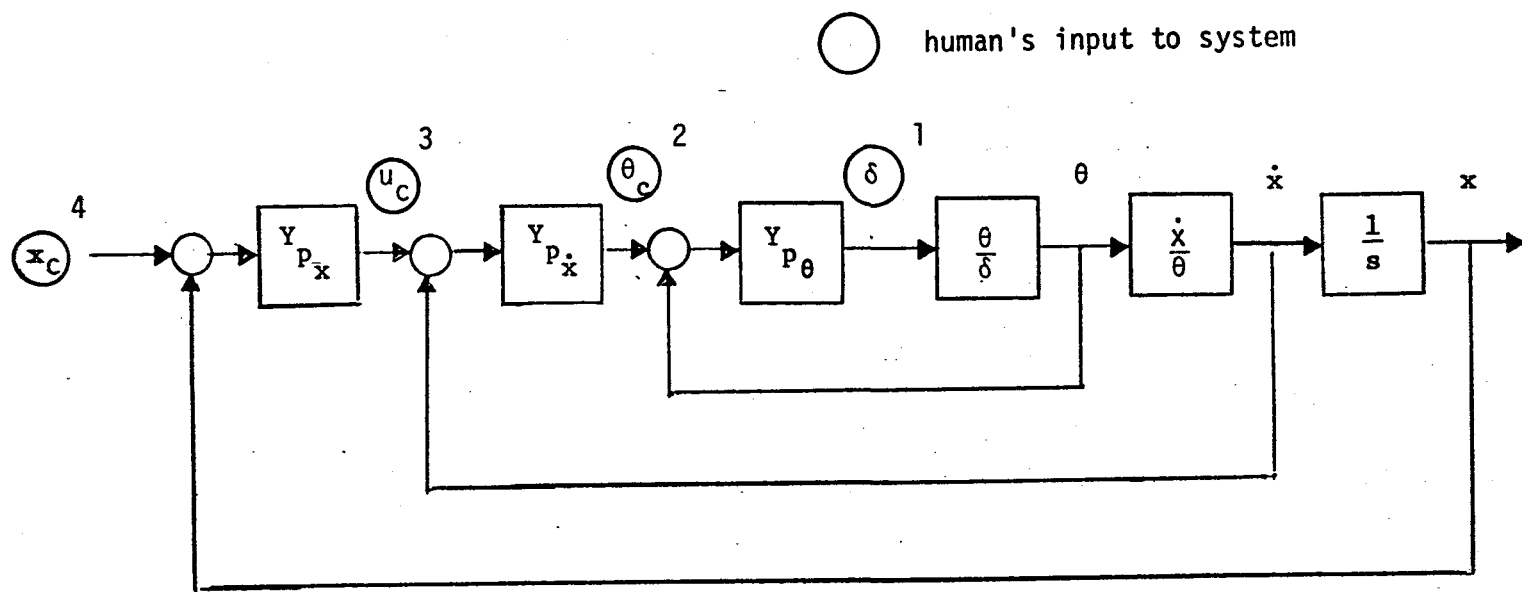 human's input to system
3
2
1
4
u_c
θ_c
δ
θ
ẋ
x
x_c
Y_p_x
Y_p_ẋ
Y_p_θ
θ/δ
ẋ/θ
1/s